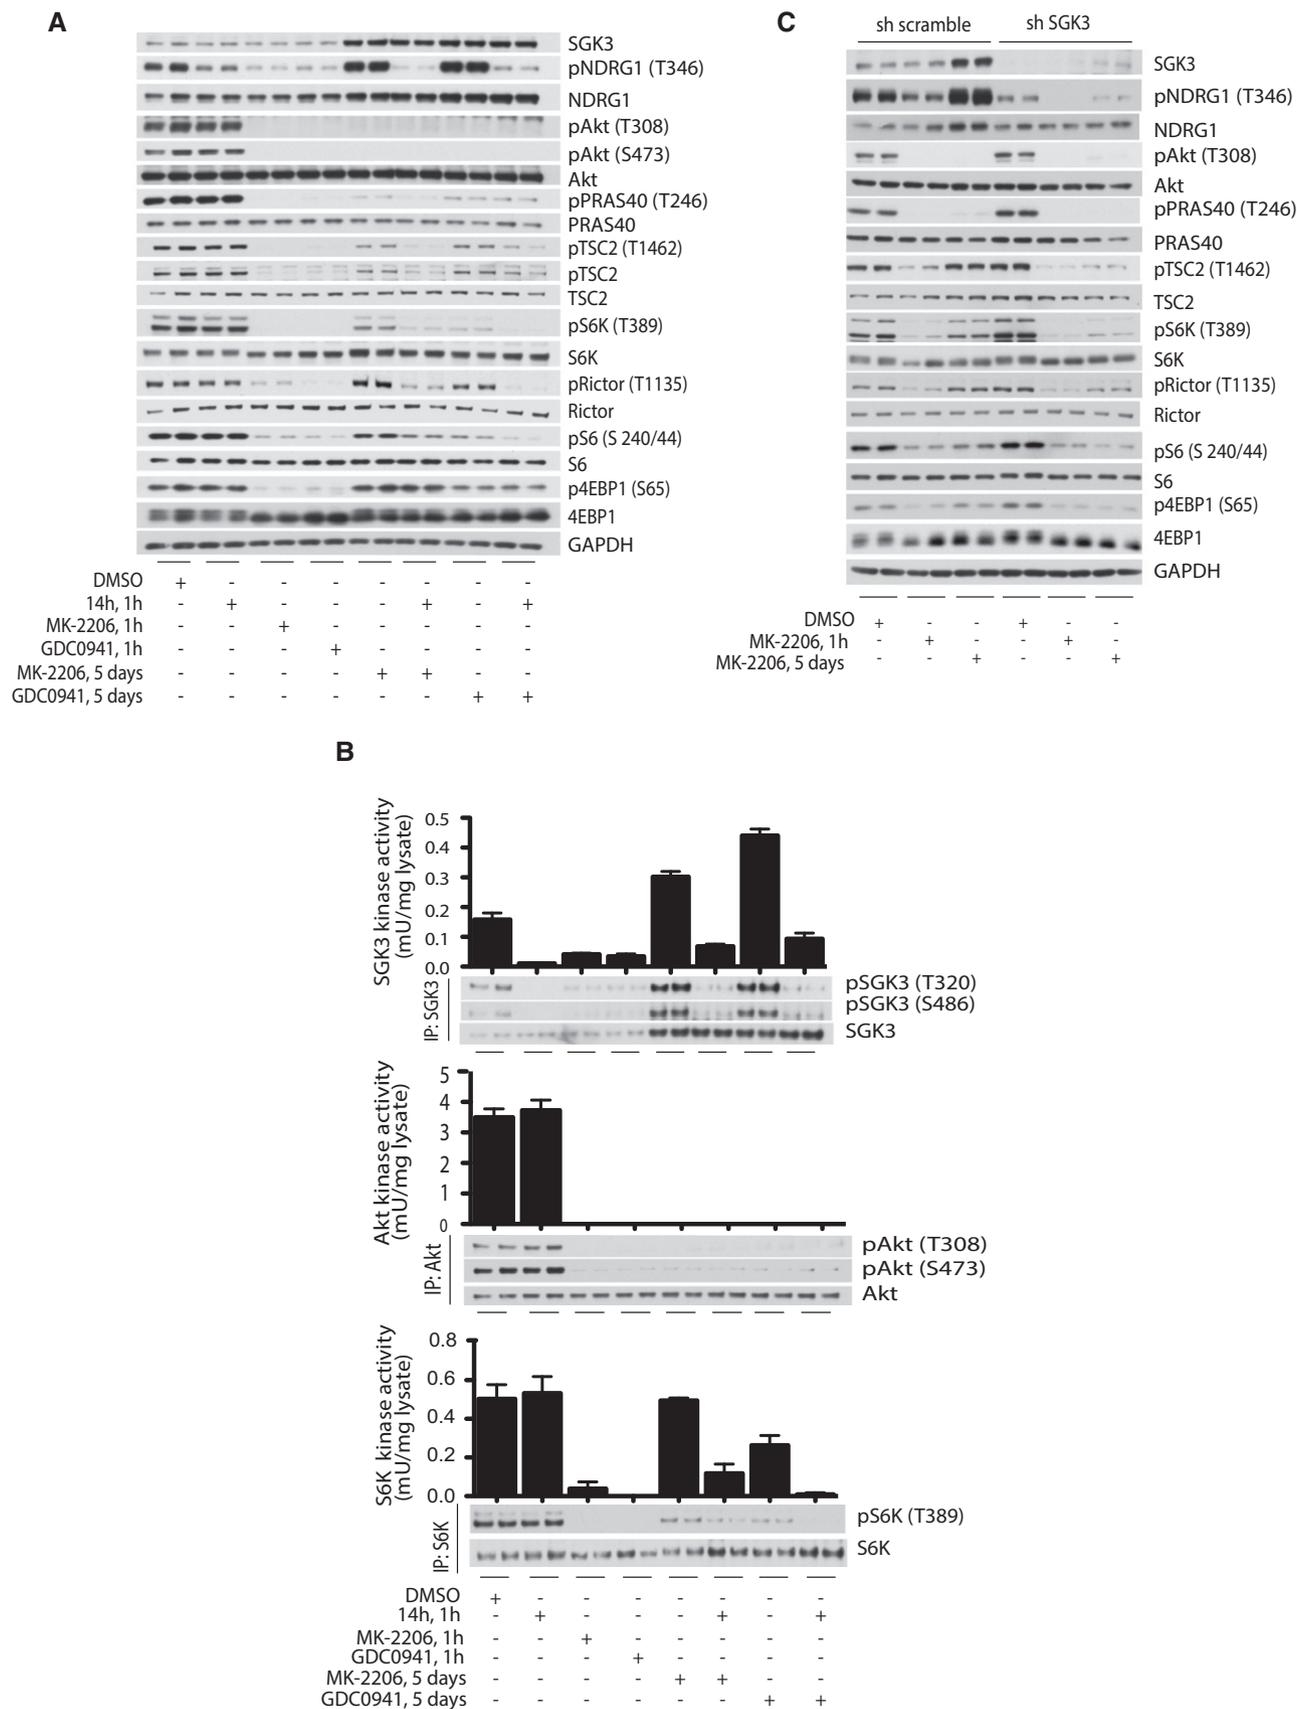 A
SGK3
pNDRG1 (T346)
NDRG1
pAkt (T308)
pAkt (S473)
Akt
pPRAS40 (T246)
PRAS40
pTSC2 (T1462)
pTSC2
TSC2
pS6K (T389)
S6K
pRictor (T1135)
Rictor
pS6 (S 240/44)
S6
p4EBP1 (S65)
4EBP1
GAPDH
DMSO + - - - - - - -
14h, 1h - + - - - + - +
MK-2206, 1h - - + - - - - -
GDC0941, 1h - - - + - - - -
MK-2206, 5 days - - - - + + - -
GDC0941, 5 days - - - - - - + +
C
sh scramble sh SGK3
SGK3
pNDRG1 (T346)
NDRG1
pAkt (T308)
Akt
pPRAS40 (T246)
PRAS40
pTSC2 (T1462)
TSC2
pS6K (T389)
S6K
pRictor (T1135)
Rictor
pS6 (S 240/44)
S6
p4EBP1 (S65)
4EBP1
GAPDH
DMSO + - - + - -
MK-2206, 1h - + - - + -
MK-2206, 5 days - - + - - +
B
SGK3 kinase activity
(mU/mg lysate)
0.5
0.4
0.3
0.2
0.1
0.0
IP: SGK3
pSGK3 (T320)
pSGK3 (S486)
SGK3
Akt kinase activity
(mU/mg lysate)
5
4
3
2
1
0
IP: Akt
pAkt (T308)
pAkt (S473)
Akt
S6K kinase activity
(mU/mg lysate)
0.8
0.6
0.4
0.2
0.0
IP: S6K
pS6K (T389)
S6K
DMSO + - - - - - - -
14h, 1h - + - - - + - +
MK-2206, 1h - - + - - - - -
GDC0941, 1h - - - + - - - -
MK-2206, 5 days - - - - + + - -
GDC0941, 5 days - - - - - - + +